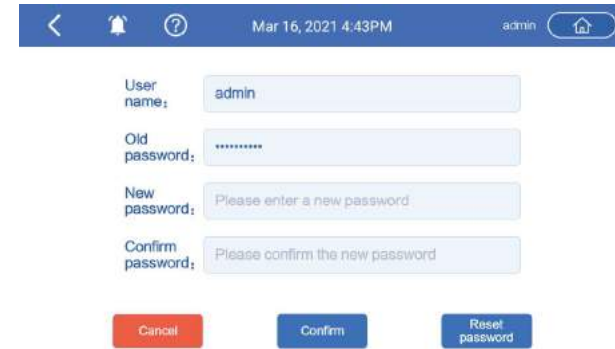 Mar 16, 2021 4:43PM
admin
User
name:
admin
Old
password:
••••••••••
New
password:
Please enter a new password
Confirm
password:
Please confirm the new password
Cancel
Confirm
Reset
password